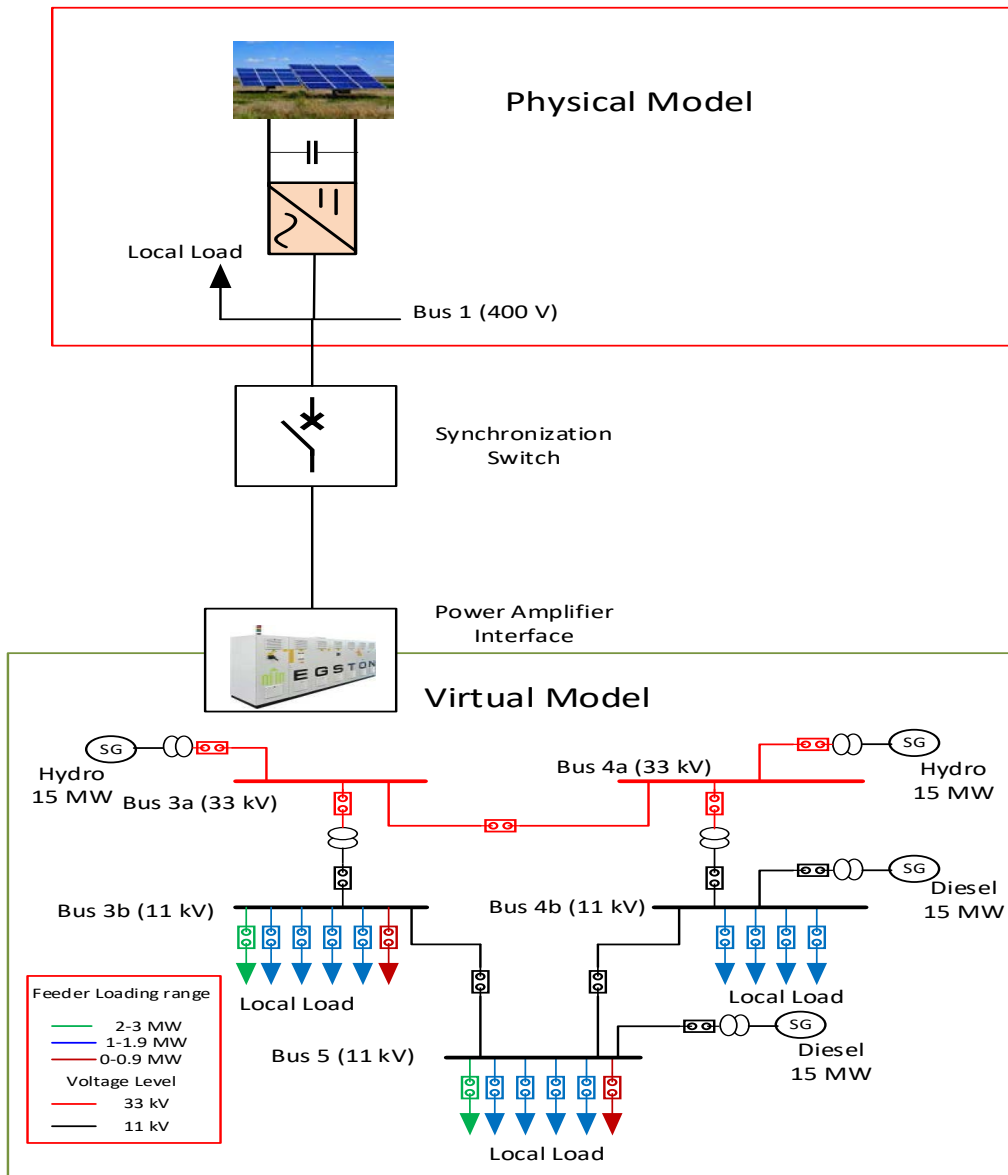 Physical Model
Local Load
Bus 1 (400 V)
Synchronization
Switch
Power Amplifier
Interface
EGSTON
Virtual Model
SG
Hydro
15 MW
Bus 3a (33 kV)
Bus 4a (33 kV)
SG
Hydro
15 MW
SG
Diesel
15 MW
Bus 3b (11 kV)
Bus 4b (11 kV)
Local Load
Local Load
SG
Diesel
15 MW
Bus 5 (11 kV)
Local Load
Feeder Loading range
2-3 MW
1-1.9 MW
0-0.9 MW
Voltage Level
33 kV
11 kV